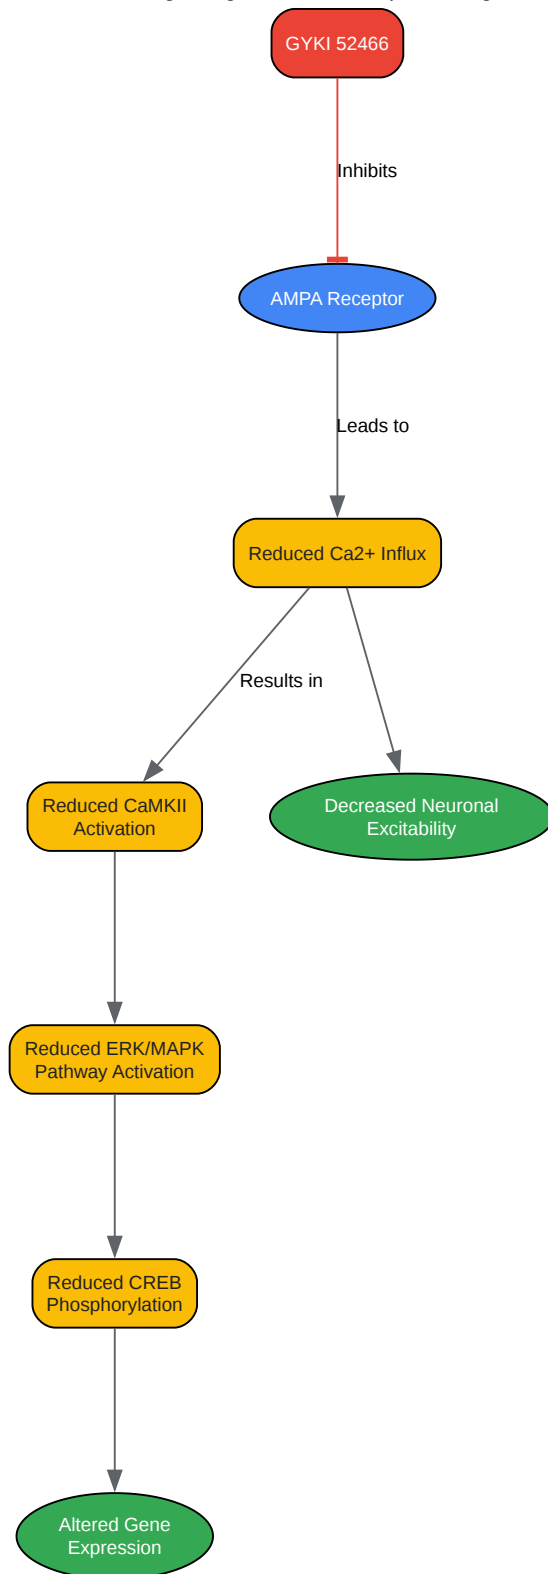 GYKI 52466
Inhibits
AMPA Receptor
Leads to
Reduced Ca2+ Influx
Results in
Reduced CaMKII
Activation
Decreased Neuronal
Excitability
Reduced ERK/MAPK
Pathway Activation
Reduced CREB
Phosphorylation
Altered Gene
Expression